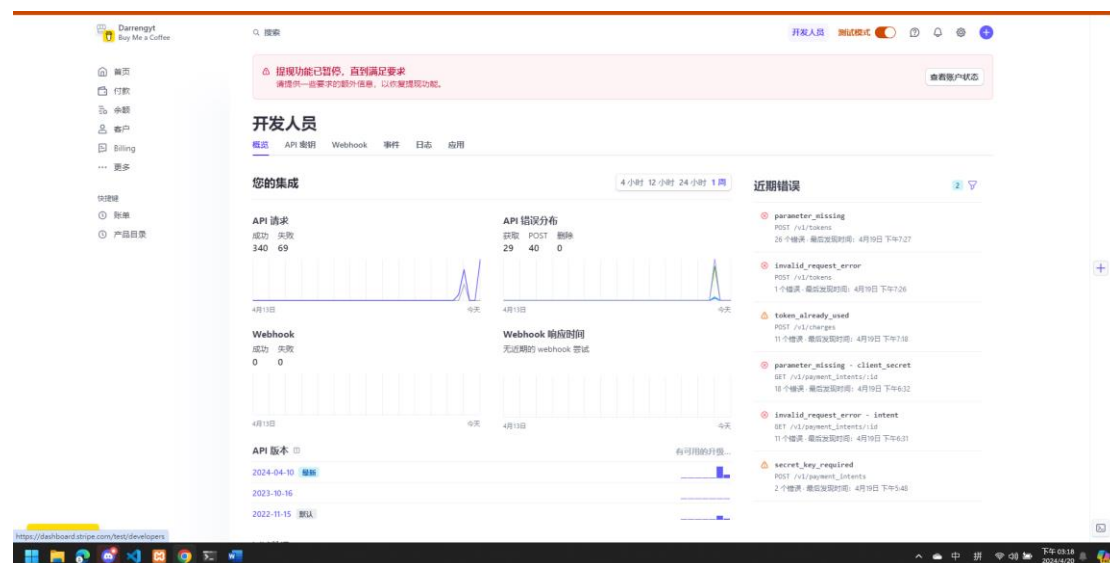 Darrengyt
Buy Me a Coffee
搜索
开发人员
测试模式
首页
付款
余额
客户
Billing
更多
快捷键
账单
产品目录
提现功能已暂停，直到满足要求
请提供一些要求的额外信息，以恢复提现功能。
查看账户状态
开发人员
概览 API 密钥 Webhook 事件 日志 应用
您的集成
4 小时 12 小时 24 小时 1 周
API 请求
成功 失败
340 69
4月13日 今天
API 错误分布
获取 POST 删除
29 40 0
4月13日 今天
Webhook
成功 失败
0 0
4月13日 今天
Webhook 响应时间
无近期的 webhook 尝试
4月13日 今天
API 版本
有可用的升级...
2024-04-10 最新
2023-10-16
2022-11-15 默认
近期错误
2
parameter_missing
POST /v1/tokens
26 个错误 · 最后发现时间：4月19日 下午7:27
invalid_request_error
POST /v1/tokens
1 个错误 · 最后发现时间：4月19日 下午7:26
token_already_used
POST /v1/charges
11 个错误 · 最后发现时间：4月19日 下午7:18
parameter_missing - client_secret
GET /v1/payment_intents/:id
18 个错误 · 最后发现时间：4月19日 下午6:32
invalid_request_error - intent
GET /v1/payment_intents/:id
11 个错误 · 最后发现时间：4月19日 下午6:31
secret_key_required
POST /v1/payment_intents
2 个错误 · 最后发现时间：4月19日 下午5:48
https://dashboard.stripe.com/test/developers
中 拼
下午 03:18
2024/4/20